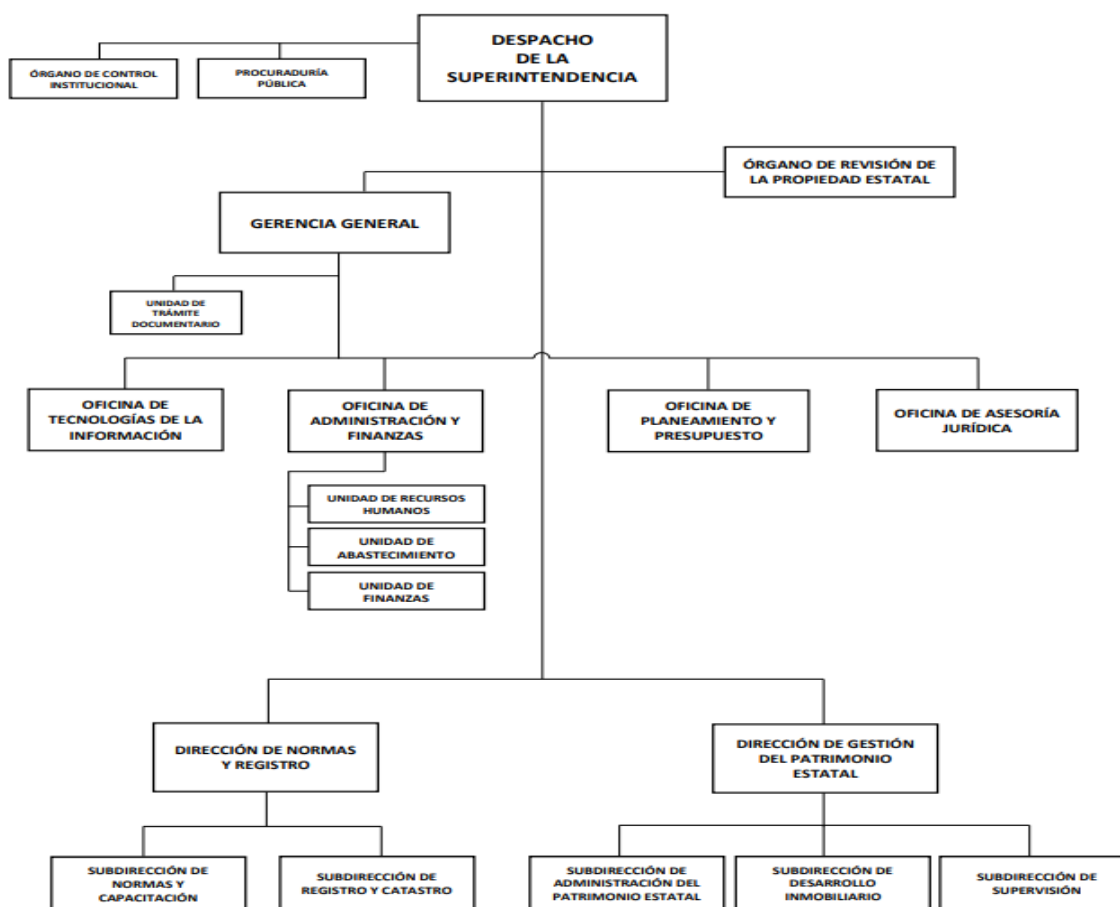 DESPACHO
DE LA
SUPERINTENDENCIA
ÓRGANO DE CONTROL
INSTITUCIONAL
PROCURADURÍA
PÚBLICA
ÓRGANO DE REVISIÓN DE
LA PROPIEDAD ESTATAL
GERENCIA GENERAL
UNIDAD DE
TRÁMITE
DOCUMENTARIO
OFICINA DE
TECNOLOGÍAS DE LA
INFORMACIÓN
OFICINA DE
ADMINISTRACIÓN Y
FINANZAS
OFICINA DE
PLANEAMIENTO Y
PRESUPUESTO
OFICINA DE ASESORÍA
JURÍDICA
UNIDAD DE RECURSOS
HUMANOS
UNIDAD DE
ABASTECIMIENTO
UNIDAD DE
FINANZAS
DIRECCIÓN DE NORMAS
Y REGISTRO
DIRECCIÓN DE GESTIÓN
DEL PATRIMONIO
ESTATAL
SUBDIRECCIÓN DE
NORMAS Y
CAPACITACIÓN
SUBDIRECCIÓN DE
REGISTRO Y CATASTRO
SUBDIRECCIÓN DE
ADMINISTRACIÓN DEL
PATRIMONIO ESTATAL
SUBDIRECCIÓN DE
DESARROLLO
INMOBILIARIO
SUBDIRECCIÓN DE
SUPERVISIÓN